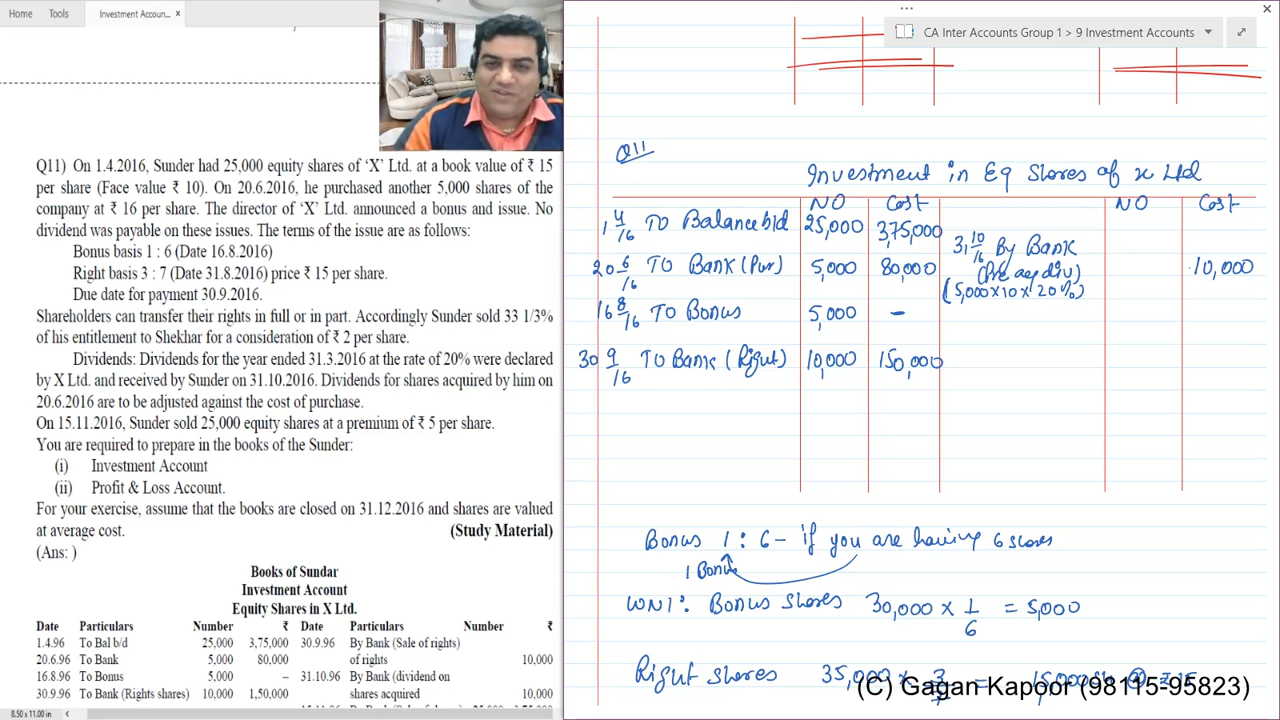 Home Tools Investment Accoun... ×
CA Inter Accounts Group 1 > 9 Investment Accounts
Q11) On 1.4.2016, Sunder had 25,000 equity shares of ‘X’ Ltd. at a book value of ₹ 15
per share (Face value ₹ 10). On 20.6.2016, he purchased another 5,000 shares of the
company at ₹ 16 per share. The director of ‘X’ Ltd. announced a bonus and issue. No
dividend was payable on these issues. The terms of the issue are as follows:
Bonus basis 1 : 6 (Date 16.8.2016)
Right basis 3 : 7 (Date 31.8.2016) price ₹ 15 per share.
Due date for payment 30.9.2016.
Shareholders can transfer their rights in full or in part. Accordingly Sunder sold 33 1/3%
of his entitlement to Shekhar for a consideration of ₹ 2 per share.
Dividends: Dividends for the year ended 31.3.2016 at the rate of 20% were declared
by X Ltd. and received by Sunder on 31.10.2016. Dividends for shares acquired by him on
20.6.2016 are to be adjusted against the cost of purchase.
On 15.11.2016, Sunder sold 25,000 equity shares at a premium of ₹ 5 per share.
You are required to prepare in the books of the Sunder:
(i) Investment Account
(ii) Profit & Loss Account.
For your exercise, assume that the books are closed on 31.12.2016 and shares are valued
at average cost. (Study Material)
(Ans: )
Books of Sundar
Investment Account
Equity Shares in X Ltd.
Date Particulars Number ₹ Date Particulars Number ₹
1.4.96 To Bal b/d 25,000 3,75,000 30.9.96 By Bank (Sale of rights)
20.6.96 To Bank 5,000 80,000 of rights) 10,000
16.8.96 To Bonus 5,000 – 31.10.96 By Bank (dividend on
30.9.96 To Bank (Rights shares) 10,000 1,50,000 shares acquired 10,000
8.50 x 11.00 in
Q11
Investment in Eq Shares of x Ltd
NO Cost NO Cost
1 4/16 TO Balance b/d 25,000 3,75,000
31 10/16 By Bank
20 6/16 TO Bank (Pur) 5,000 80,000 (Pre acq div) 10,000
(5,000 x 10 x 20%)
16 8/16 TO Bonus 5,000 -
30 9/16 TO Bank (Right) 10,000 150,000
Bonus 1 : 6 - if you are having 6 shares
1 Bonus
WN1: Bonus Shares 30,000 × 1/6 = 5,000
Right Shares 35,000 × 3/7 = 15,000 sh @ ₹ 15
(C) Gagan Kapoor (98115-95823)